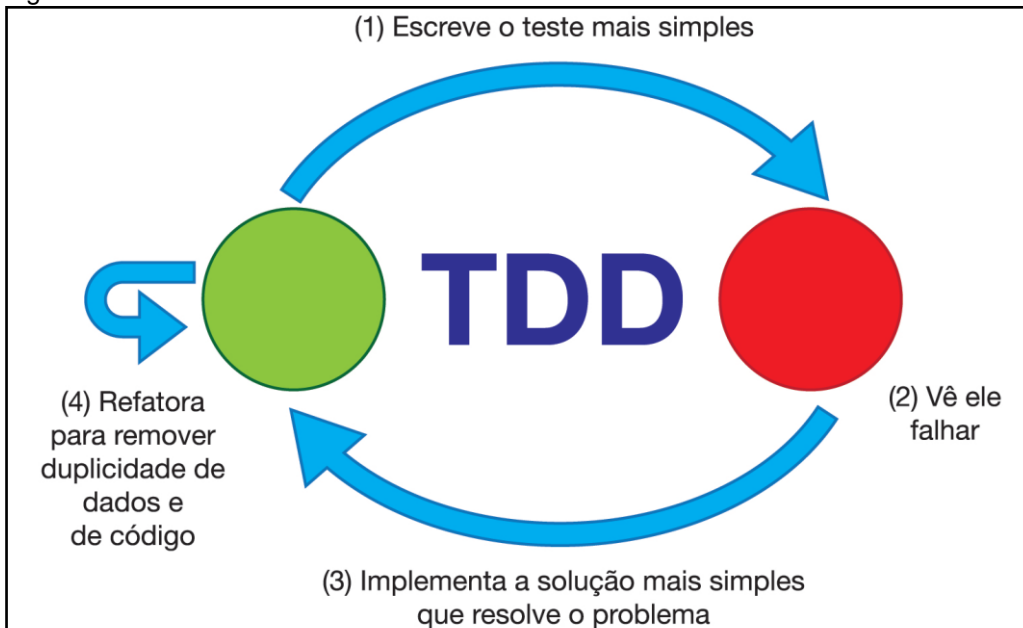 (1) Escreve o teste mais simples
TDD
(2) Vê ele
falhar
(4) Refatora
para remover
duplicidade de
dados e
de código
(3) Implementa a solução mais simples
que resolve o problema